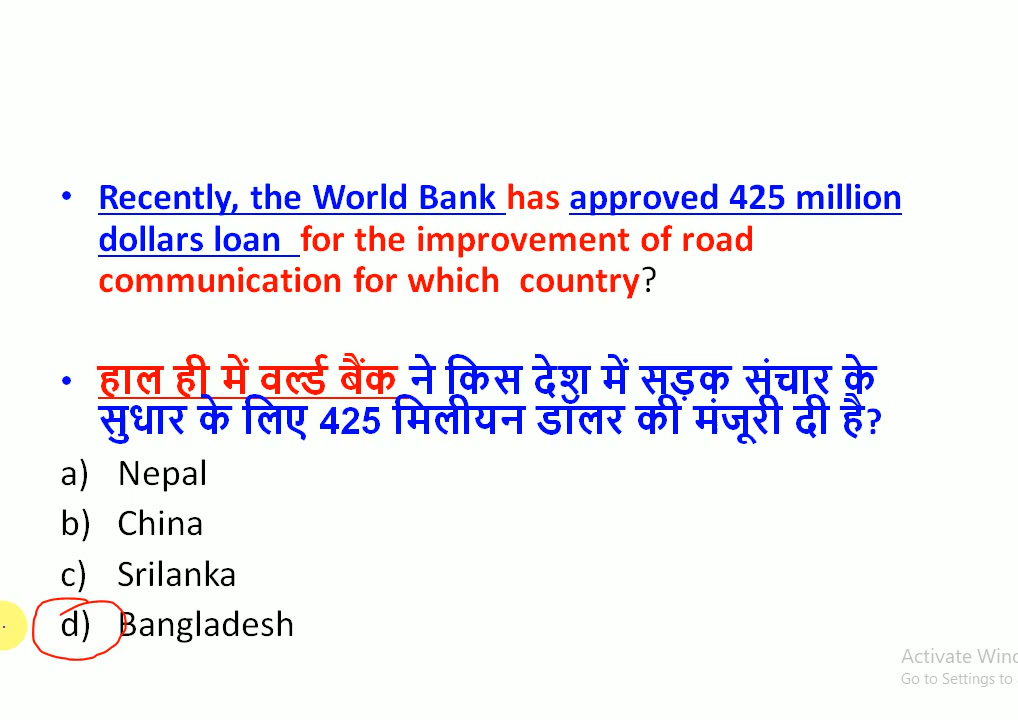 • Recently, the World Bank has approved 425 million
dollars loan for the improvement of road
communication for which country?
• हाल ही में वर्ल्ड बैंक ने किस देश में सड़क संचार के
सुधार के लिए 425 मिलीयन डॉलर की मंजूरी दी है?
a) Nepal
b) China
c) Srilanka
d) Bangladesh
Activate Winc
Go to Settings to